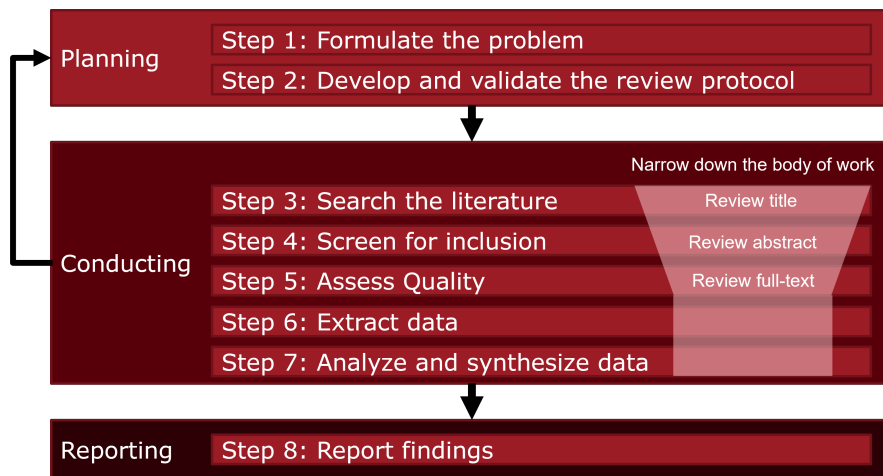 Planning
Step 1: Formulate the problem
Step 2: Develop and validate the review protocol
Conducting
Narrow down the body of work
Step 3: Search the literature
Review title
Step 4: Screen for inclusion
Review abstract
Step 5: Assess Quality
Review full-text
Step 6: Extract data
Step 7: Analyze and synthesize data
Reporting
Step 8: Report findings